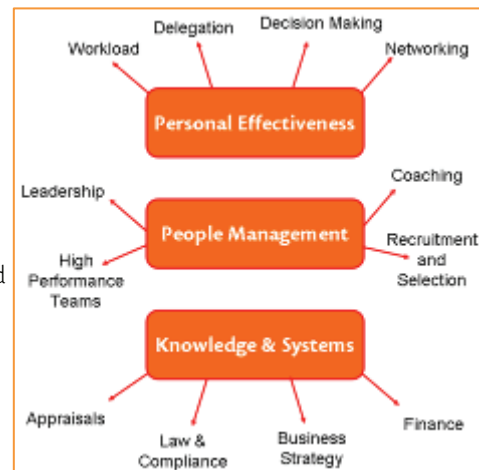 Delegation
Decision Making
Workload
Networking
Personal Effectiveness
Leadership
Coaching
People Management
High
Performance
Teams
Recruitment
and
Selection
d
Knowledge & Systems
Appraisals
Law &
Compliance
Business
Strategy
Finance